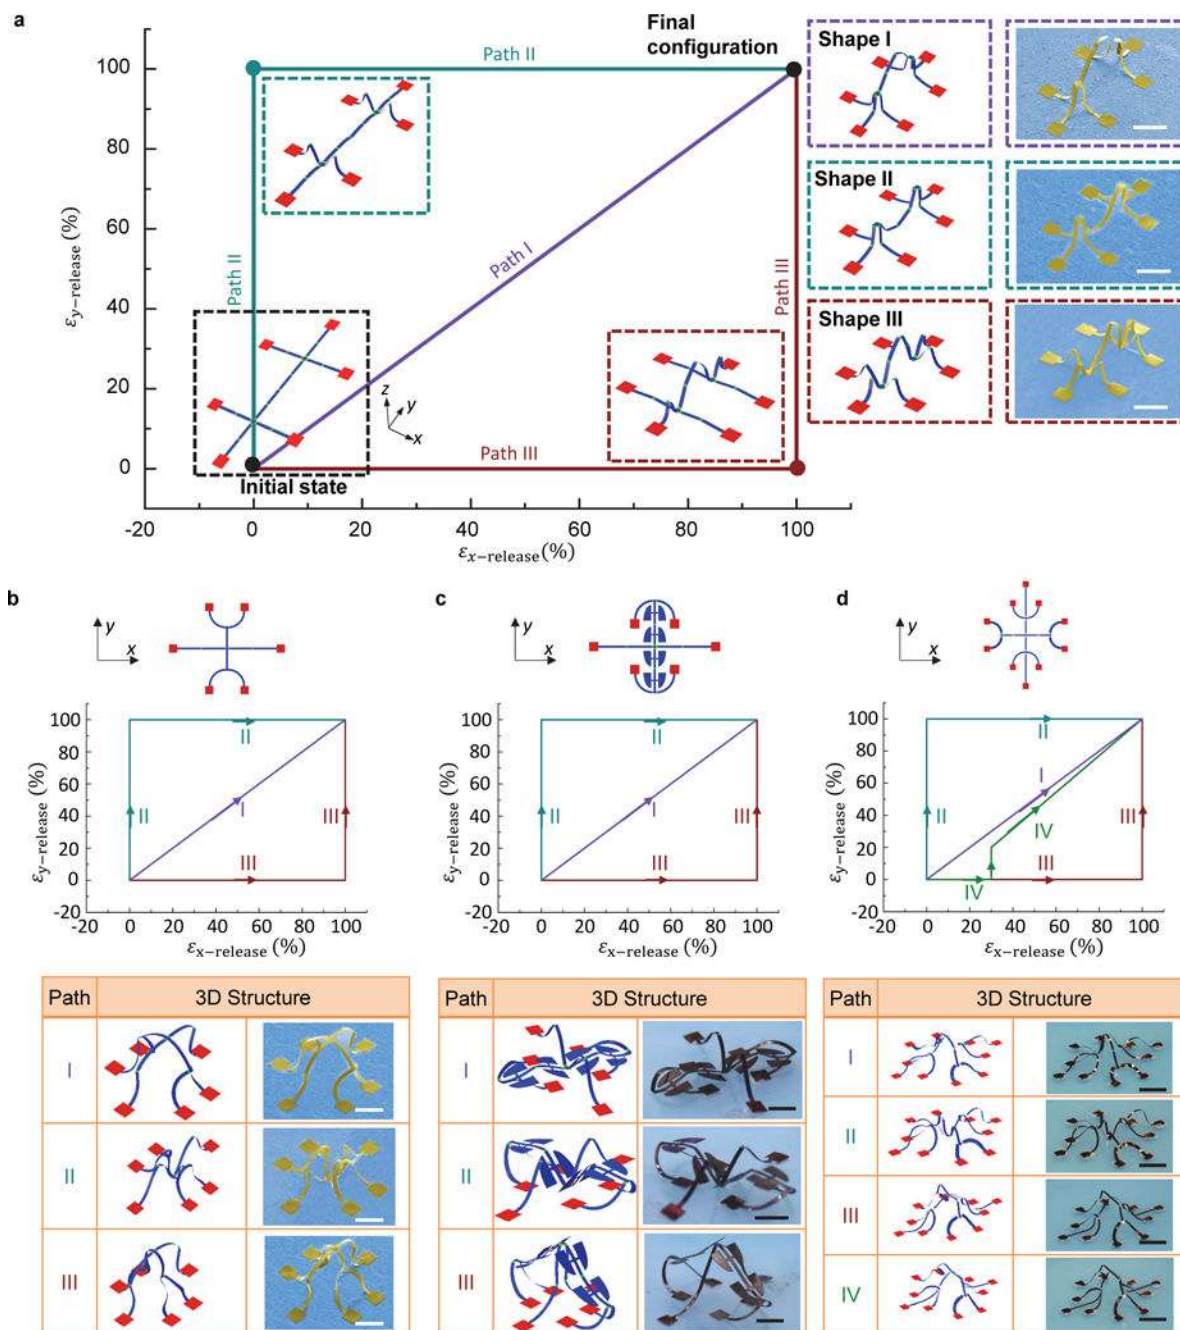 a
Final
configuration
Path II
100
80
60
40
20
0
-20 0 20 40 60 80 100
εy−release (%)
εx−release(%)
Path II
Path I
Path III
Path III
Initial state
z
y
x
Shape I
Shape II
Shape III
b
y
x
100
80
60
40
20
0
-20
-20 0 20 40 60 80 100
εy−release (%)
εx−release (%)
II
II
I
III
III
c
y
x
100
80
60
40
20
0
-20
-20 0 20 40 60 80 100
εy−release (%)
εx−release (%)
II
II
I
III
III
d
y
x
100
80
60
40
20
0
-20
-20 0 20 40 60 80 100
εy−release (%)
εx−release (%)
II
II
I
IV
III
III
IV
Path 3D Structure
I
II
III
Path 3D Structure
I
II
III
Path 3D Structure
I
II
III
IV